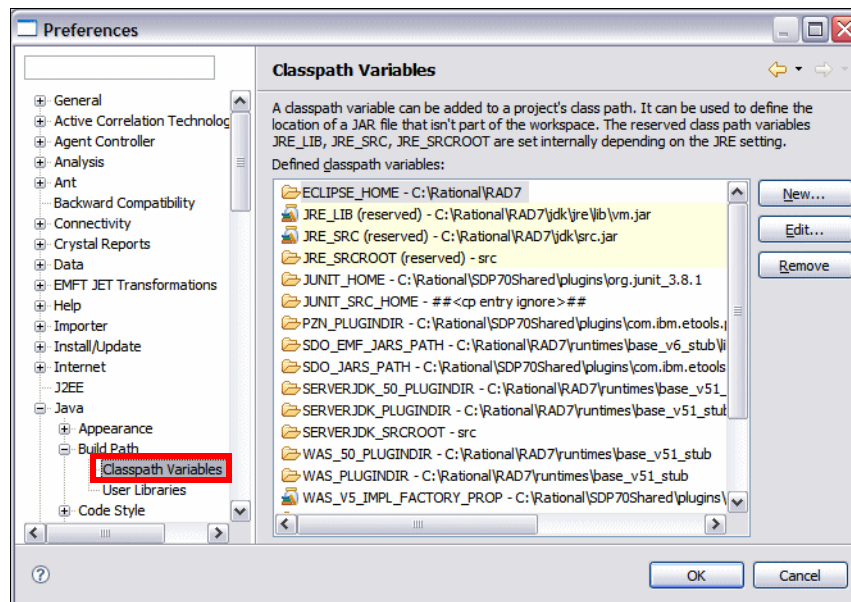 Preferences
General
Active Correlation Technolog
Agent Controller
Analysis
Ant
Backward Compatibility
Connectivity
Crystal Reports
Data
EMFT JET Transformations
Help
Importer
Install/Update
Internet
J2EE
Java
Appearance
Build Path
Classpath Variables
User Libraries
Code Style
Classpath Variables
A classpath variable can be added to a project's class path. It can be used to define the
location of a JAR file that isn't part of the workspace. The reserved class path variables
JRE_LIB, JRE_SRC, JRE_SRCROOT are set internally depending on the JRE setting.
Defined classpath variables:
ECLIPSE_HOME - C:\Rational\RAD7
JRE_LIB (reserved) - C:\Rational\RAD7\jdk\jre\lib\vm.jar
JRE_SRC (reserved) - C:\Rational\RAD7\jdk\src.jar
JRE_SRCROOT (reserved) - src
JUNIT_HOME - C:\Rational\SDP70Shared\plugins\org.junit_3.8.1
JUNIT_SRC_HOME - ##<cp entry ignore>##
PZN_PLUGINDIR - C:\Rational\SDP70Shared\plugins\com.ibm.etools.p
SDO_EMF_JARS_PATH - C:\Rational\RAD7\runtimes\base_v6_stub\li
SDO_JARS_PATH - C:\Rational\SDP70Shared\plugins\com.ibm.etools
SERVERJDK_50_PLUGINDIR - C:\Rational\RAD7\runtimes\base_v51_
SERVERJDK_PLUGINDIR - C:\Rational\RAD7\runtimes\base_v51_stub
SERVERJDK_SRCROOT - src
WAS_50_PLUGINDIR - C:\Rational\RAD7\runtimes\base_v51_stub
WAS_PLUGINDIR - C:\Rational\RAD7\runtimes\base_v51_stub
WAS_V5_IMPL_FACTORY_PROP - C:\Rational\SDP70Shared\plugins\
New...
Edit...
Remove
OK
Cancel